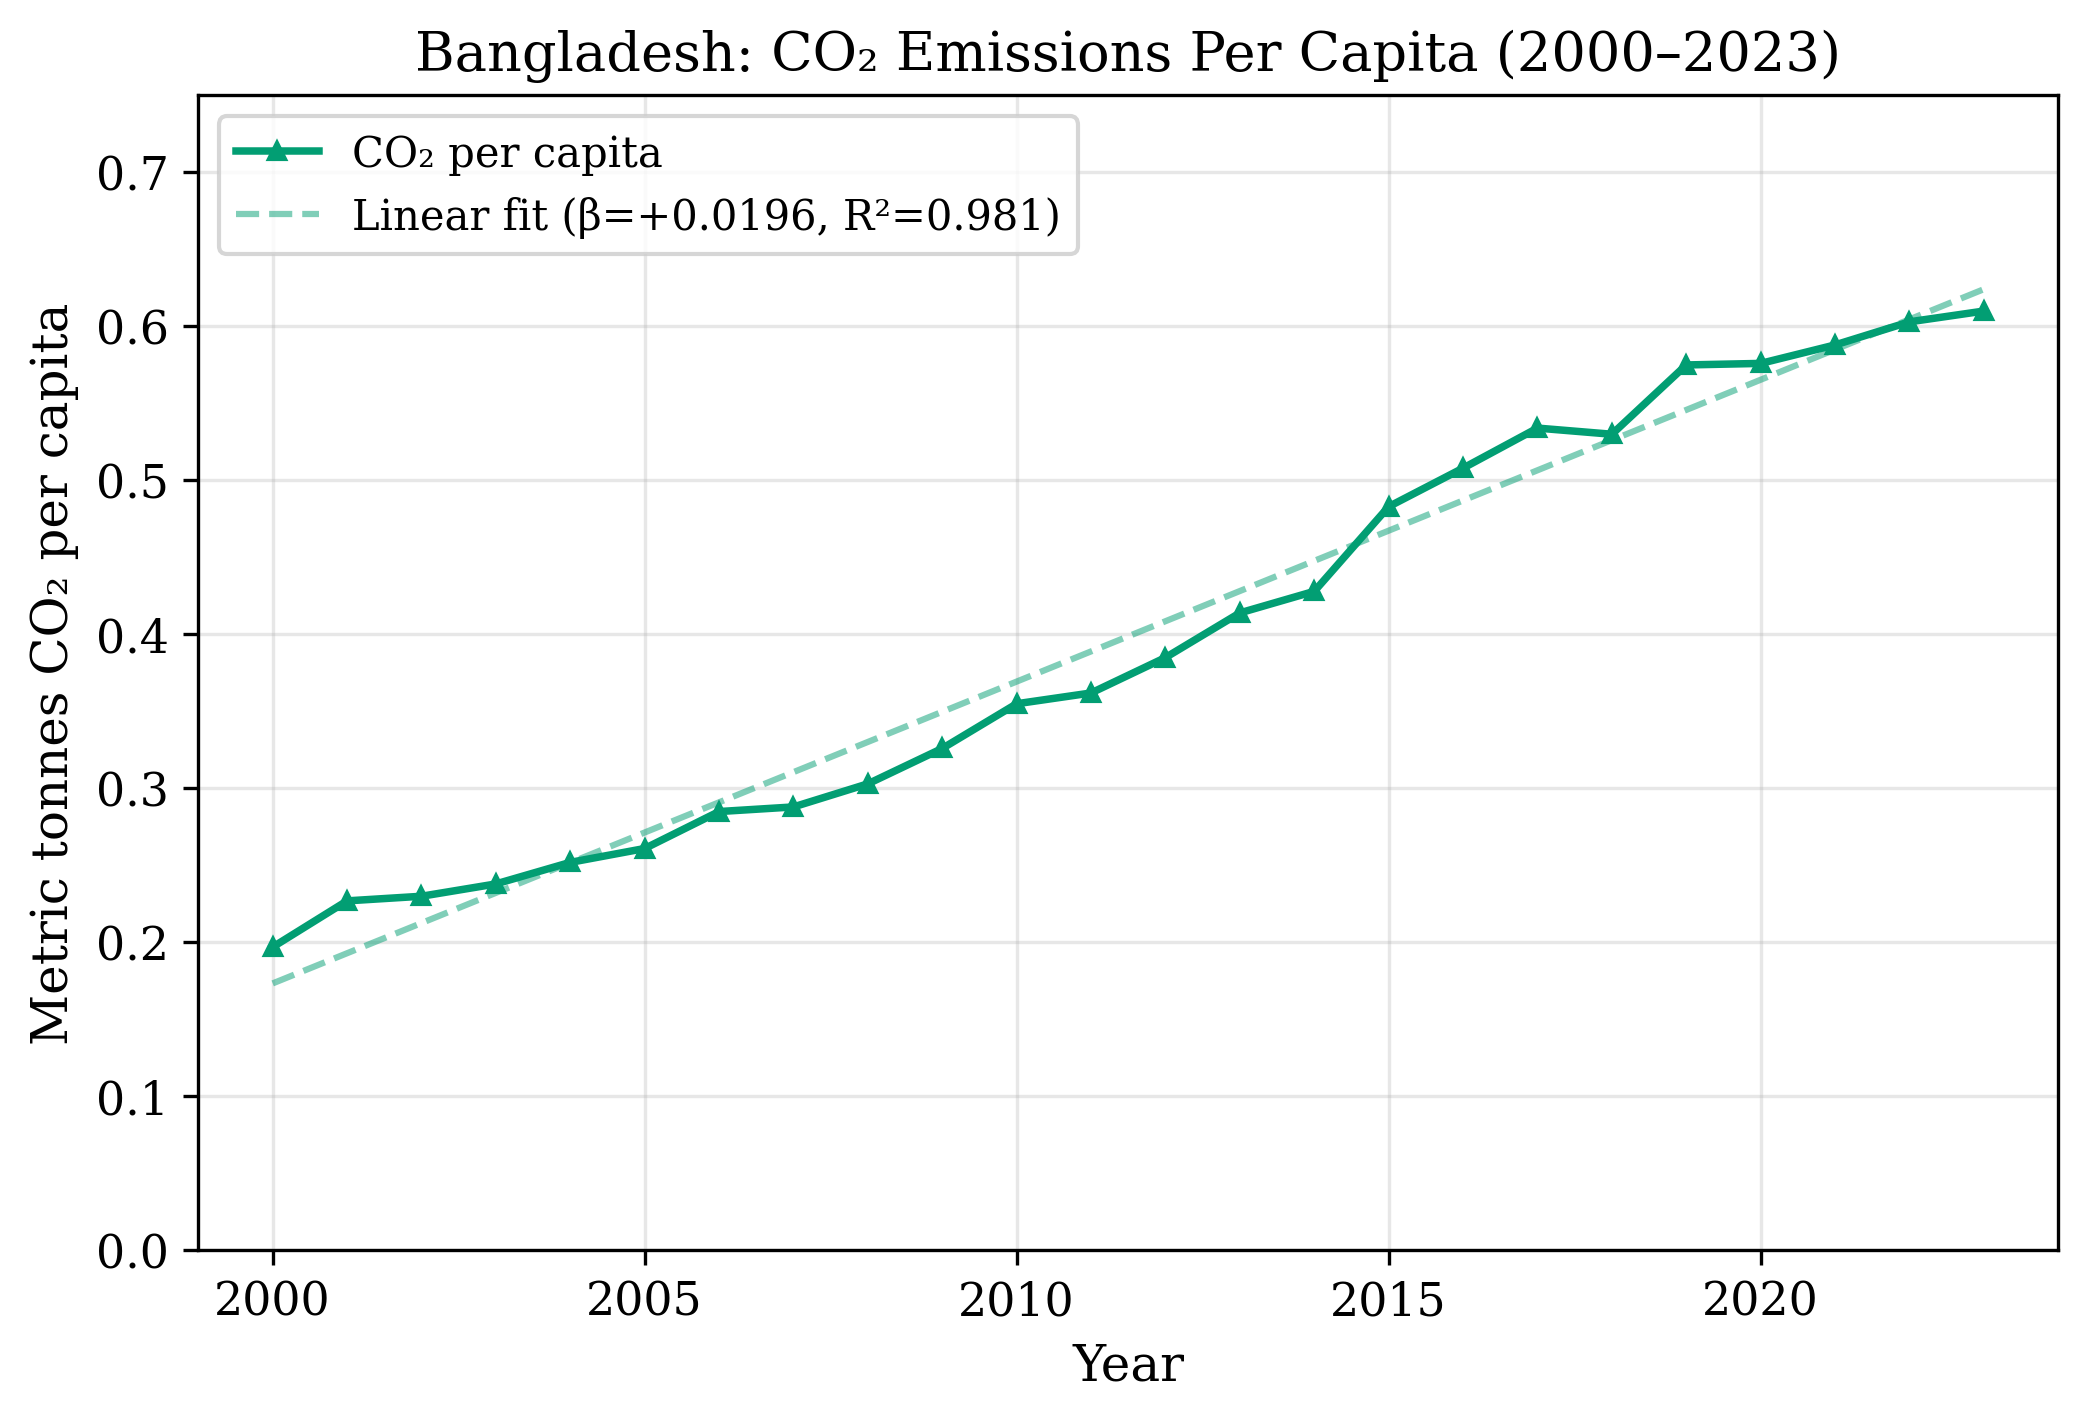 Bangladesh: CO₂ Emissions Per Capita (2000–2023)
CO₂ per capita
Linear fit (β=+0.0196, R²=0.981)
Metric tonnes CO₂ per capita
0.7
0.6
0.5
0.4
0.3
0.2
0.1
0.0
2000 2005 2010 2015 2020
Year